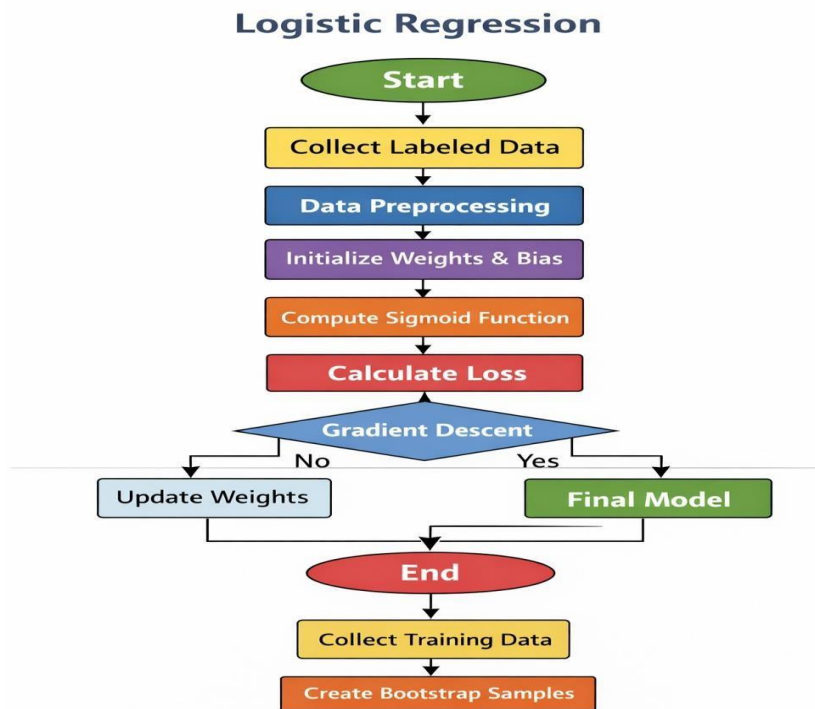 Logistic Regression
Start
Collect Labeled Data
Data Preprocessing
Initialize Weights & Bias
Compute Sigmoid Function
Calculate Loss
Gradient Descent
No
Yes
Update Weights
Final Model
End
Collect Training Data
Create Bootstrap Samples